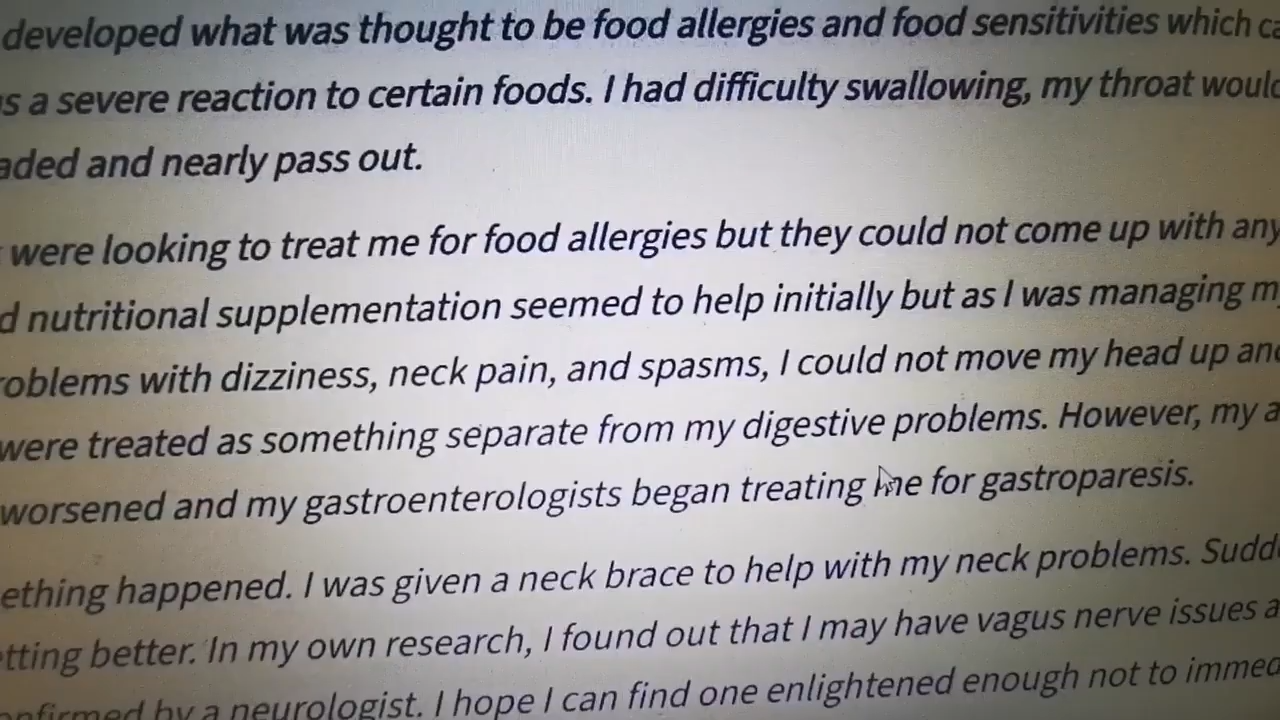 developed what was thought to be food allergies and food sensitivities which
a severe reaction to certain foods. I had difficulty swallowing, my throat would
and nearly pass out.
were looking to treat me for food allergies but they could not come up with any
nutritional supplementation seemed to help initially but as I was managing
with dizziness, neck pain, and spasms, I could not move my head up and
were treated as something separate from my digestive problems. However, my
worsened and my gastroenterologists began treating me for gastroparesis.
happened. I was given a neck brace to help with my neck problems.
better. In my own research, I found out that I may have vagus nerve issues
by a neurologist. I hope I can find one enlightened enough not to